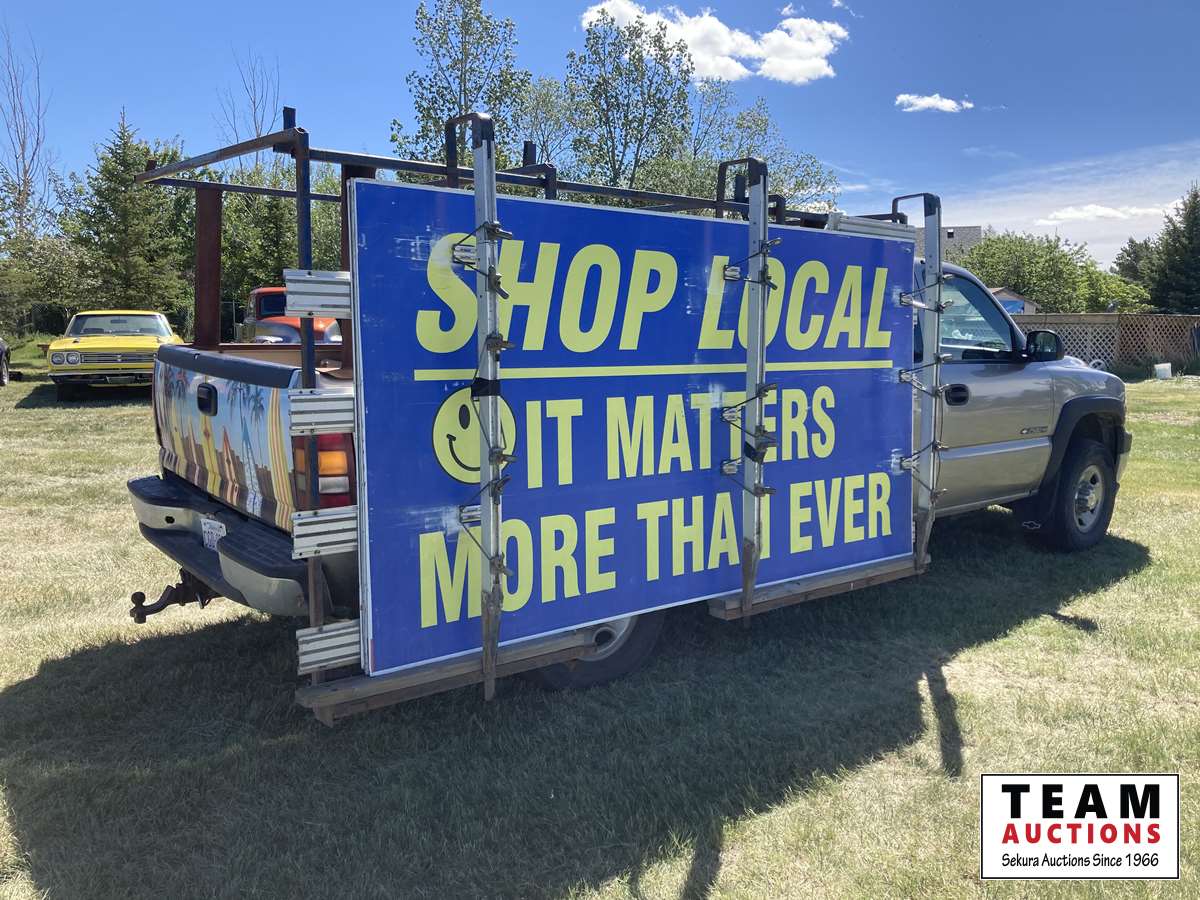 SHOP LOCAL
IT MATTERS
MORE THAN EVER
TEAM
AUCTIONS
Sekura Auctions Since 1966